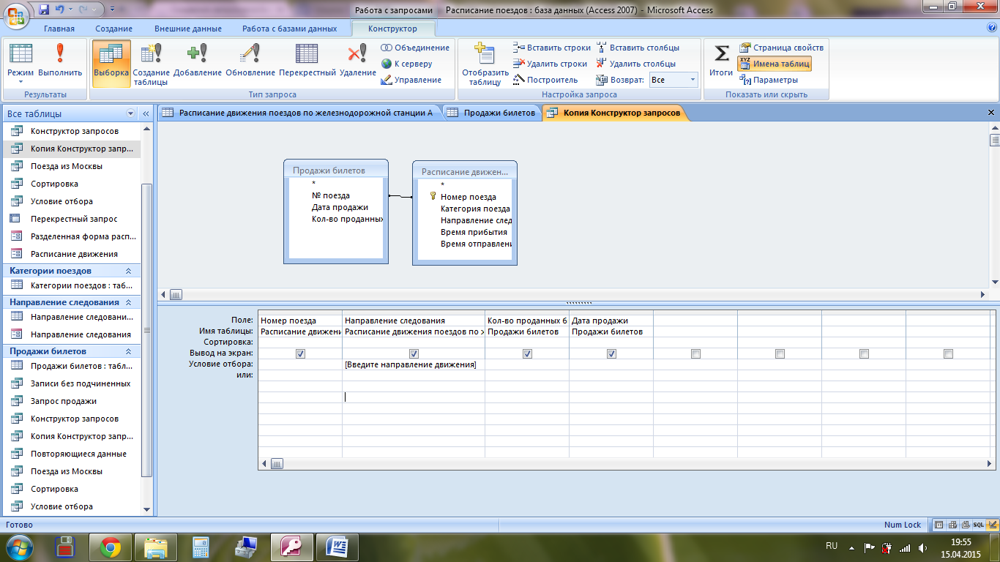 Работа с запросами Расписание поездов : база данных (Access 2007) - Microsoft Access
Главная Создание Внешние данные Работа с базами данных Конструктор
Режим Выполнить
Результаты
Выборка Создание таблицы Добавление Обновление Перекрестный Удаление
Объединение
К серверу
Управление
Тип запроса
Отобразить таблицу
Вставить строки
Удалить строки
Построитель
Вставить столбцы
Удалить столбцы
Возврат: Все
Настройка запроса
Итоги
Страница свойств
Имена таблиц
Параметры
Показать или скрыть
Все таблицы
Конструктор запросов
Копия Конструктор запр...
Поезда из Москвы
Сортировка
Условие отбора
Перекрестный запрос
Разделенная форма расп...
Расписание движения
Категории поездов
Категории поездов : таб...
Направление следования
Направление следовани...
Направление следования
Продажи билетов
Продажи билетов : табл...
Записи без подчиненных
Запрос продажи
Конструктор запросов
Копия Конструктор запр...
Повторяющиеся данные
Поезда из Москвы
Сортировка
Условие отбора
Расписание движения поездов по железнодорожной станции А Продажи билетов Копия Конструктор запросов
Продажи билетов
*
№ поезда
Дата продажи
Кол-во проданных
Расписание движен...
*
Номер поезда
Категория поезда
Направление след
Время прибытия
Время отправлени
Поле: Номер поезда Направление следования Кол-во проданных б Дата продажи
Имя таблицы: Расписание движени Расписание движения поездов по ж Продажи билетов Продажи билетов
Сортировка:
Вывод на экран:
Условие отбора: [Введите направление движения]
или:
Готово Num Lock SQL
RU 19:55
15.04.2015